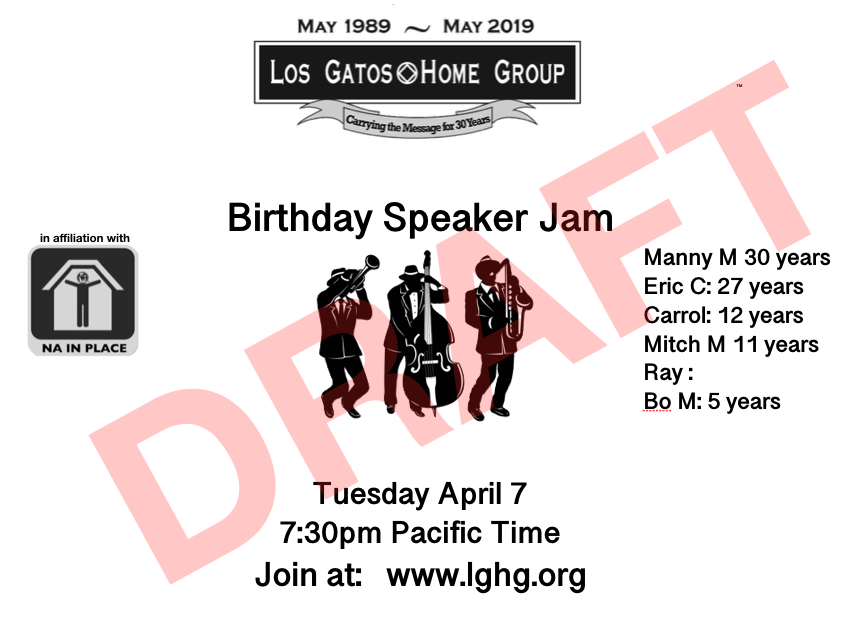 MAY 1989 ~ MAY 2019
LOS GATOS HOME GROUP
Carrying the Message for 30 Years
™
Birthday Speaker Jam
in affiliation with
NA IN PLACE
Manny M 30 years
Eric C: 27 years
Carrol: 12 years
Mitch M 11 years
Ray :
Bo M: 5 years
DRAFT
Tuesday April 7
7:30pm Pacific Time
Join at: www.lghg.org